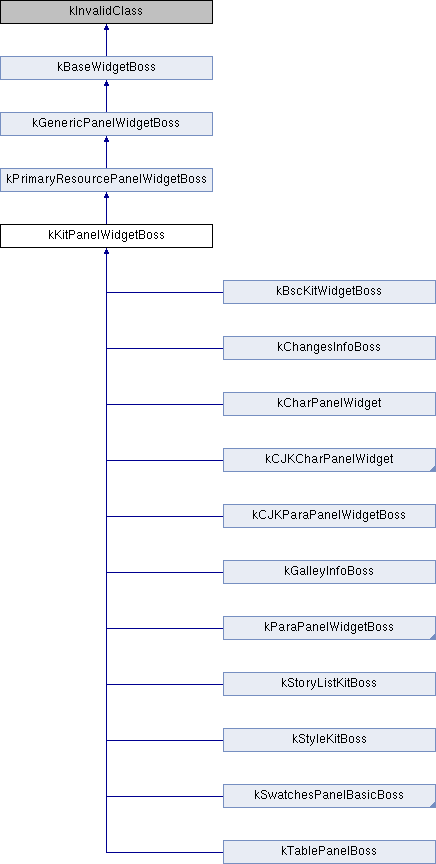 kInvalidClass
kBaseWidgetBoss
kGenericPanelWidgetBoss
kPrimaryResourcePanelWidgetBoss
kKitPanelWidgetBoss
kBscKitWidgetBoss
kChangesInfoBoss
kCharPanelWidget
kCJKCharPanelWidget
kCJKParaPanelWidgetBoss
kGalleyInfoBoss
kParaPanelWidgetBoss
kStoryListKitBoss
kStyleKitBoss
kSwatchesPanelBasicBoss
kTablePanelBoss